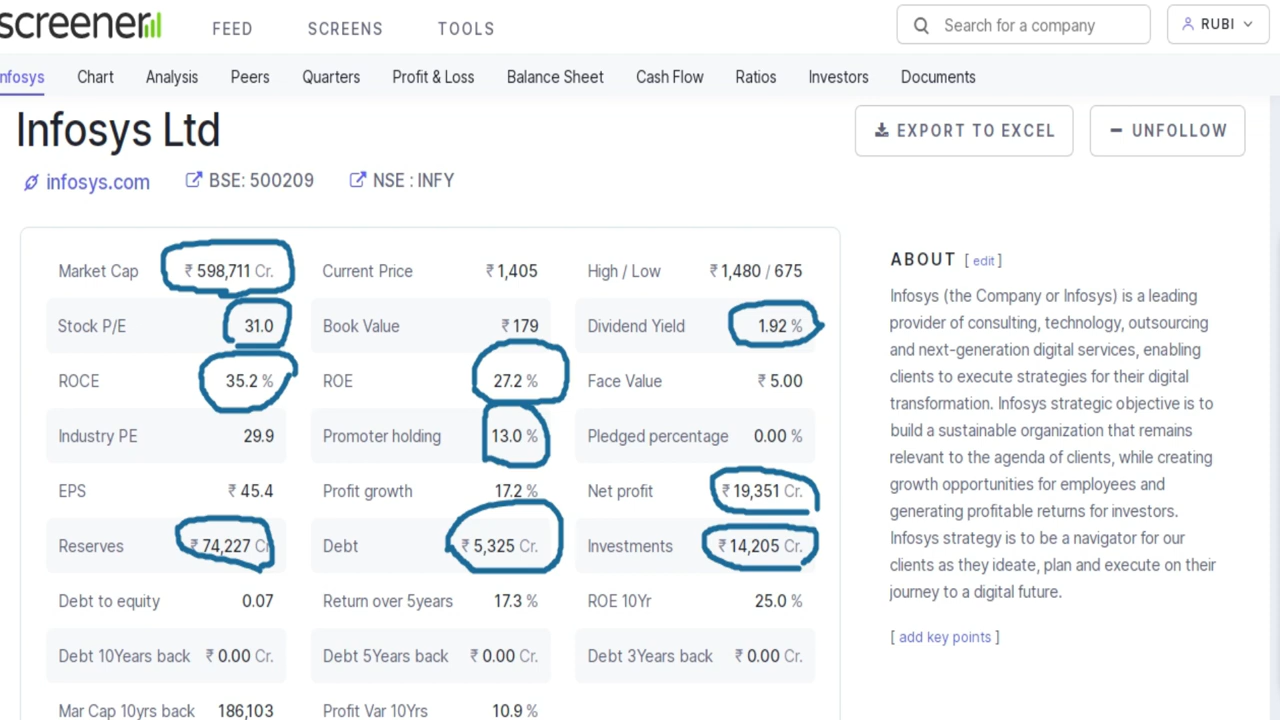 screener
FEED SCREENS TOOLS
Search for a company
RUBI
nfosys Chart Analysis Peers Quarters Profit & Loss Balance Sheet Cash Flow Ratios Investors Documents
Infosys Ltd
EXPORT TO EXCEL
UNFOLLOW
infosys.com BSE: 500209 NSE : INFY
Market Cap ₹ 598,711 Cr. Current Price ₹ 1,405 High / Low ₹ 1,480 / 675
Stock P/E 31.0 Book Value ₹ 179 Dividend Yield 1.92 %
ROCE 35.2 % ROE 27.2 % Face Value ₹ 5.00
Industry PE 29.9 Promoter holding 13.0 % Pledged percentage 0.00 %
EPS ₹ 45.4 Profit growth 17.2 % Net profit ₹ 19,351 Cr.
Reserves ₹ 74,227 Cr Debt ₹ 5,325 Cr. Investments ₹ 14,205 Cr.
Debt to equity 0.07 Return over 5years 17.3 % ROE 10Yr 25.0 %
Debt 10Years back ₹ 0.00 Cr. Debt 5Years back ₹ 0.00 Cr. Debt 3Years back ₹ 0.00 Cr.
Mar Cap 10yrs back 186,103 Profit Var 10Yrs 10.9 %
ABOUT [ edit ]
Infosys (the Company or Infosys) is a leading
provider of consulting, technology, outsourcing
and next-generation digital services, enabling
clients to execute strategies for their digital
transformation. Infosys strategic objective is to
build a sustainable organization that remains
relevant to the agenda of clients, while creating
growth opportunities for employees and
generating profitable returns for investors.
Infosys strategy is to be a navigator for our
clients as they ideate, plan and execute on their
journey to a digital future.
[ add key points ]